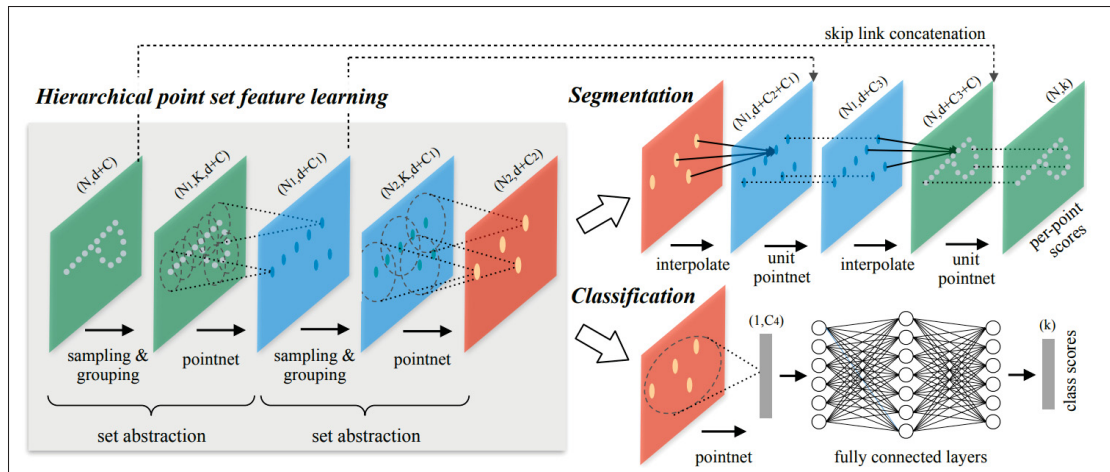 skip link concatenation
Hierarchical point set feature learning
(N,d+C)
(N1,K,d+C)
(N1,d+C1)
(N2,K,d+C1)
(N2,d+C2)
sampling &
grouping
pointnet
sampling &
grouping
pointnet
set abstraction
set abstraction
Segmentation
(N1,d+C2+C1)
(N1,d+C3)
(N,d+C3+C)
(N,k)
interpolate
unit
pointnet
interpolate
unit
pointnet
per-point
scores
Classification
(1,C4)
(k)
class scores
pointnet
fully connected layers